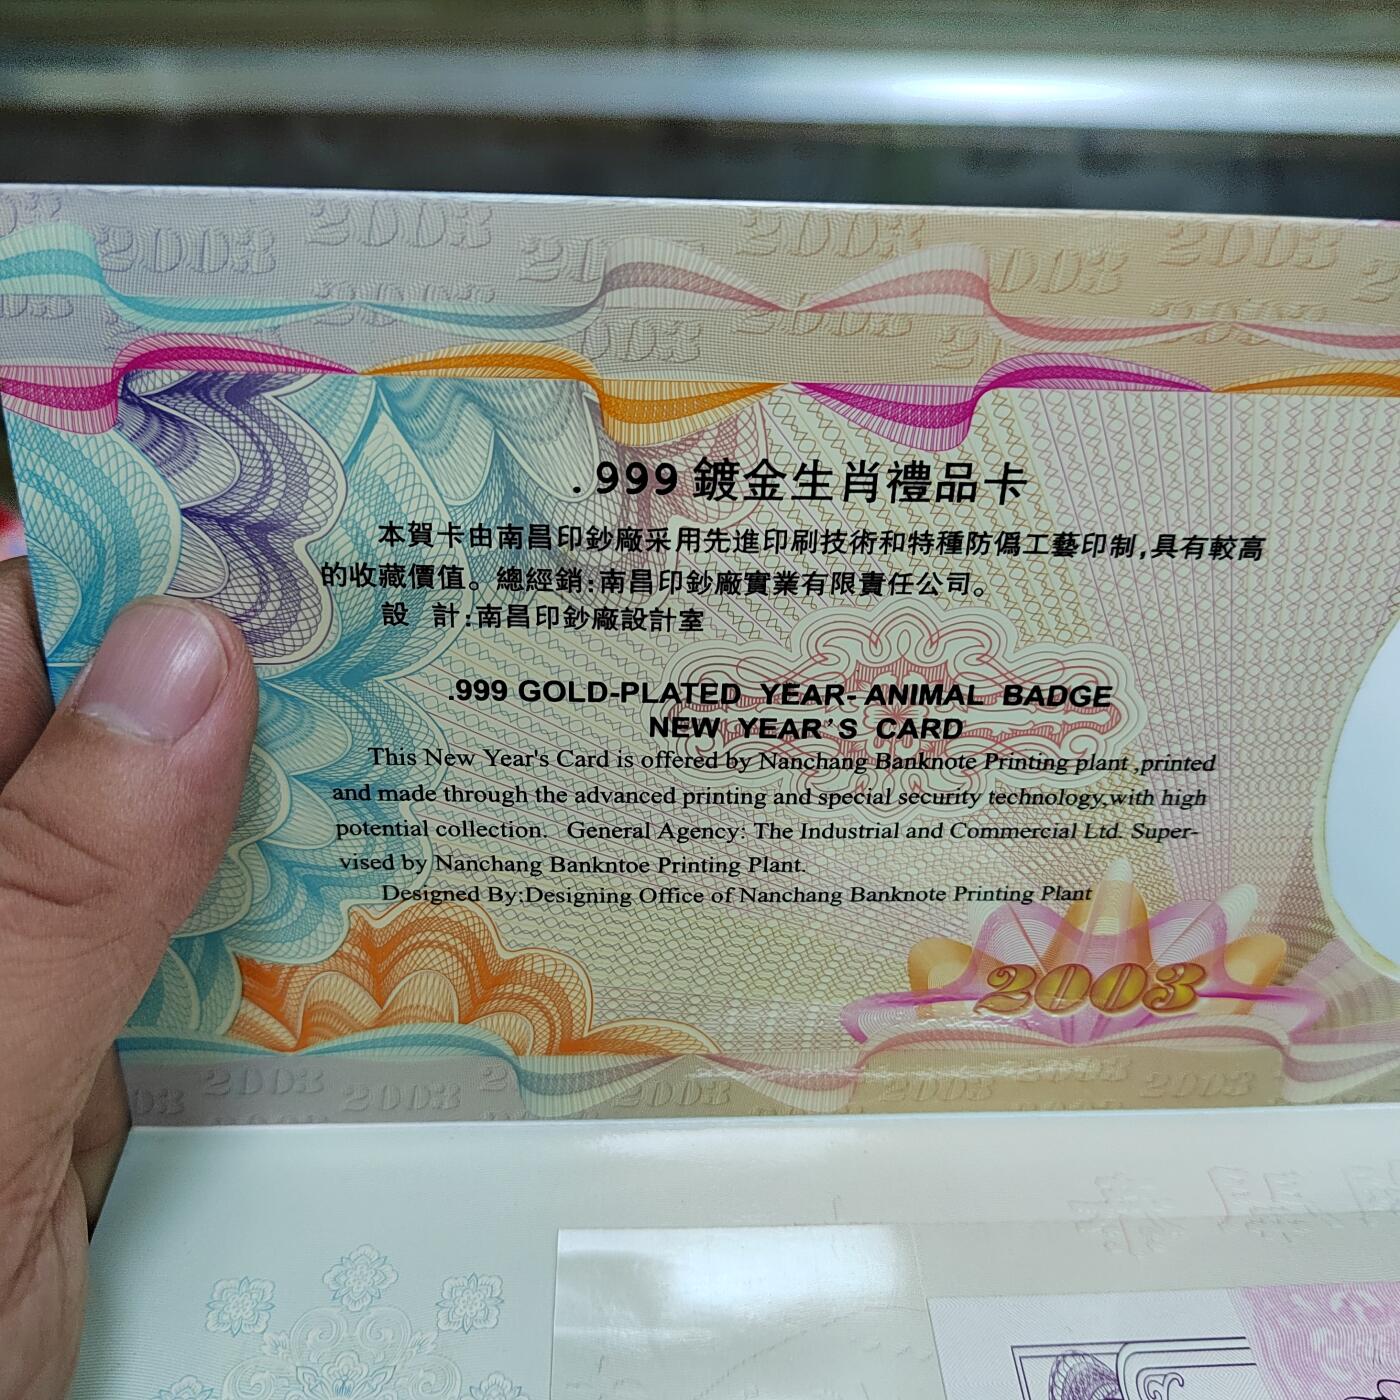 .999 鍍金生肖禮品卡
本賀卡由南昌印鈔廠采用先進印刷技術和特種防僞工藝印制,具有較高
的收藏價值。總經銷:南昌印鈔廠實業有限責任公司。
設 計:南昌印鈔廠設計室
.999 GOLD-PLATED YEAR-ANIMAL BADGE
NEW YEAR'S CARD
This New Year's Card is offered by Nanchang Banknote Printing plant ,printed
and made through the advanced printing and special security technology,with high
potential collection. General Agency: The Industrial and Commercial Ltd. Super-
vised by Nanchang Bankntoe Printing Plant.
Designed By:Designing Office of Nanchang Banknote Printing Plant
2003